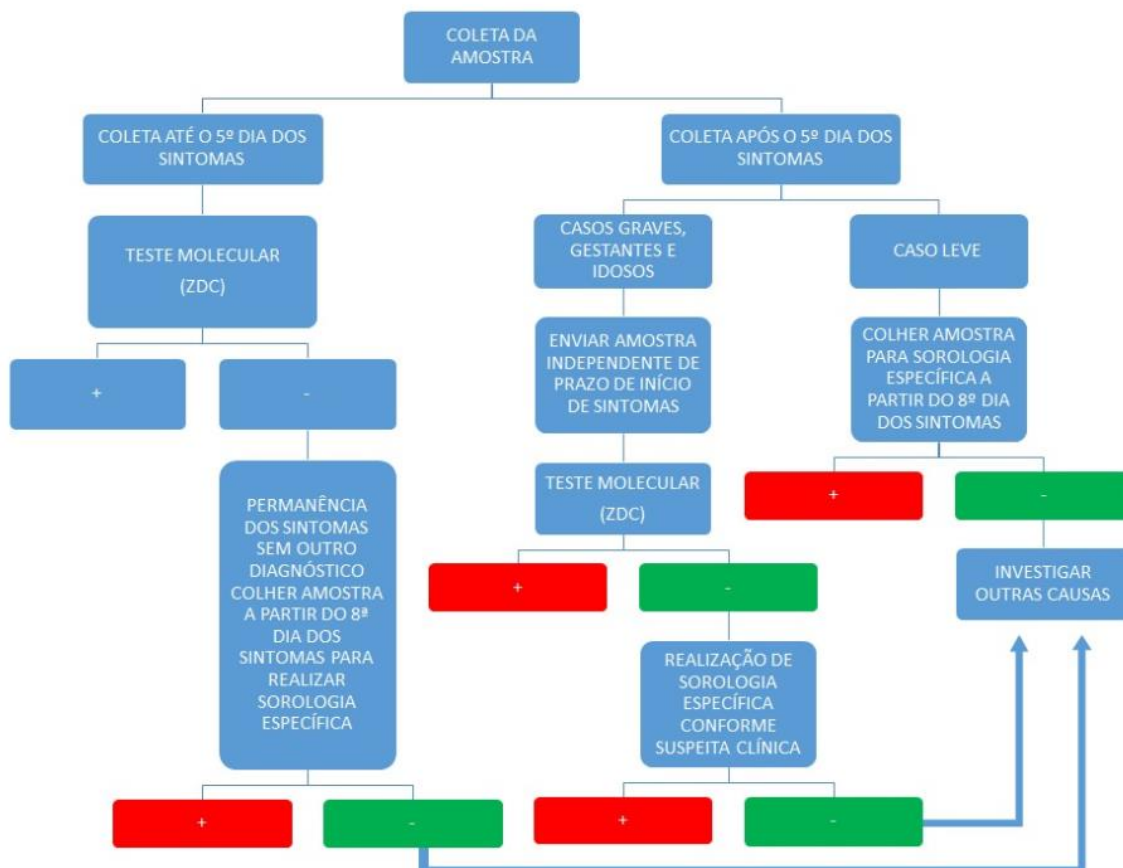 COLETA DA
AMOSTRA
COLETA ATÉ O 5º DIA DOS
SINTOMAS
COLETA APÓS O 5º DIA DOS
SINTOMAS
TESTE MOLECULAR
(ZDC)
CASOS GRAVES,
GESTANTES E
IDOSOS
CASO LEVE
+
-
ENVIAR AMOSTRA
INDEPENDENTE DE
PRAZO DE INÍCIO
DE SINTOMAS
COLHER AMOSTRA
PARA SOROLOGIA
ESPECÍFICA A
PARTIR DO 8º DIA
DOS SINTOMAS
PERMANÊNCIA
DOS SINTOMAS
SEM OUTRO
DIAGNÓSTICO
COLHER AMOSTRA
A PARTIR DO 8ª
DIA DOS
SINTOMAS PARA
REALIZAR
SOROLOGIA
ESPECÍFICA
TESTE MOLECULAR
(ZDC)
+
-
+
-
INVESTIGAR
OUTRAS CAUSAS
REALIZAÇÃO DE
SOROLOGIA
ESPECÍFICA
CONFORME
SUSPEITA CLÍNICA
+
-
+
-